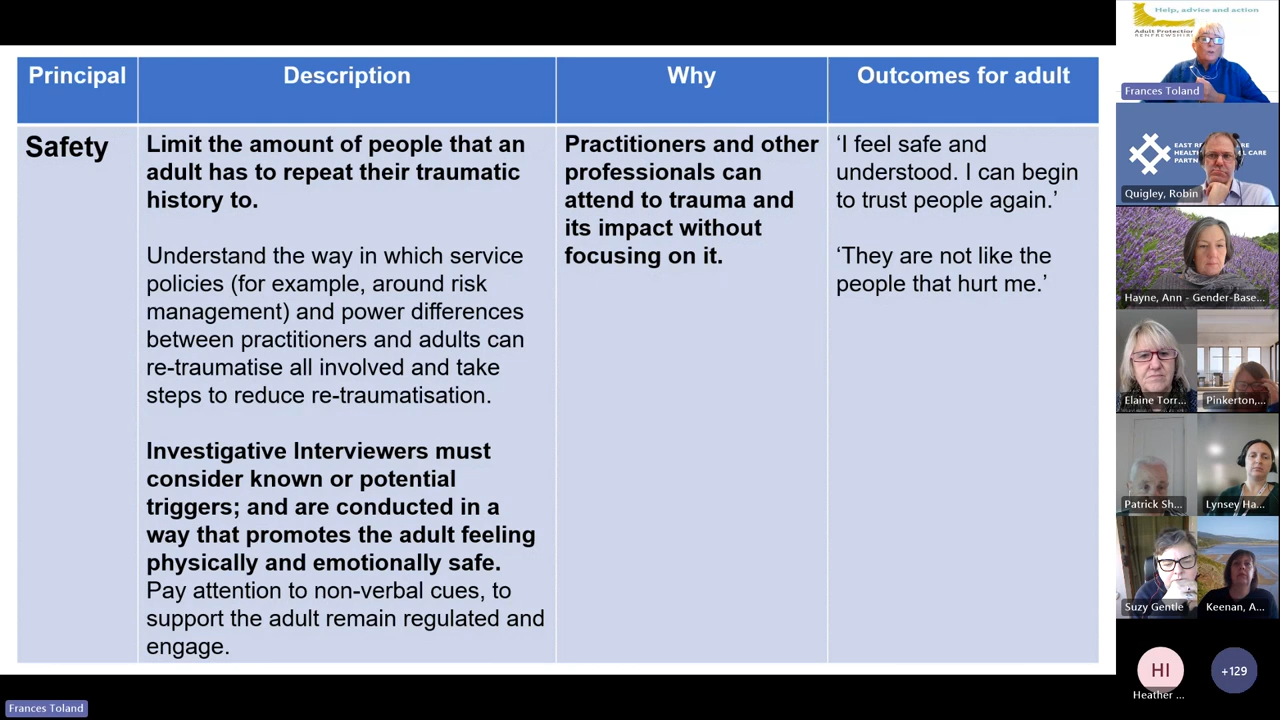 Principal
Description
Why
Outcomes for adult
Safety
Limit the amount of people that an
adult has to repeat their traumatic
history to.
Understand the way in which service
policies (for example, around risk
management) and power differences
between practitioners and adults can
re-traumatise all involved and take
steps to reduce re-traumatisation.
Investigative Interviewers must
consider known or potential
triggers; and are conducted in a
way that promotes the adult feeling
physically and emotionally safe.
Pay attention to non-verbal cues, to
support the adult remain regulated and
engage.
Practitioners and other
professionals can
attend to trauma and
its impact without
focusing on it.
‘I feel safe and
understood. I can begin
to trust people again.’
‘They are not like the
people that hurt me.’
Help, advice and action
Adult Protection
Frances Toland
EAST
Quigley, Robin
Hayne, Ann - Gender-Base...
Elaine Torr...
Pinkerton,...
Patrick Sh...
Lynsey Ha...
Suzy Gentle
Keenan, A...
HI
Heather ...
+129
Frances Toland